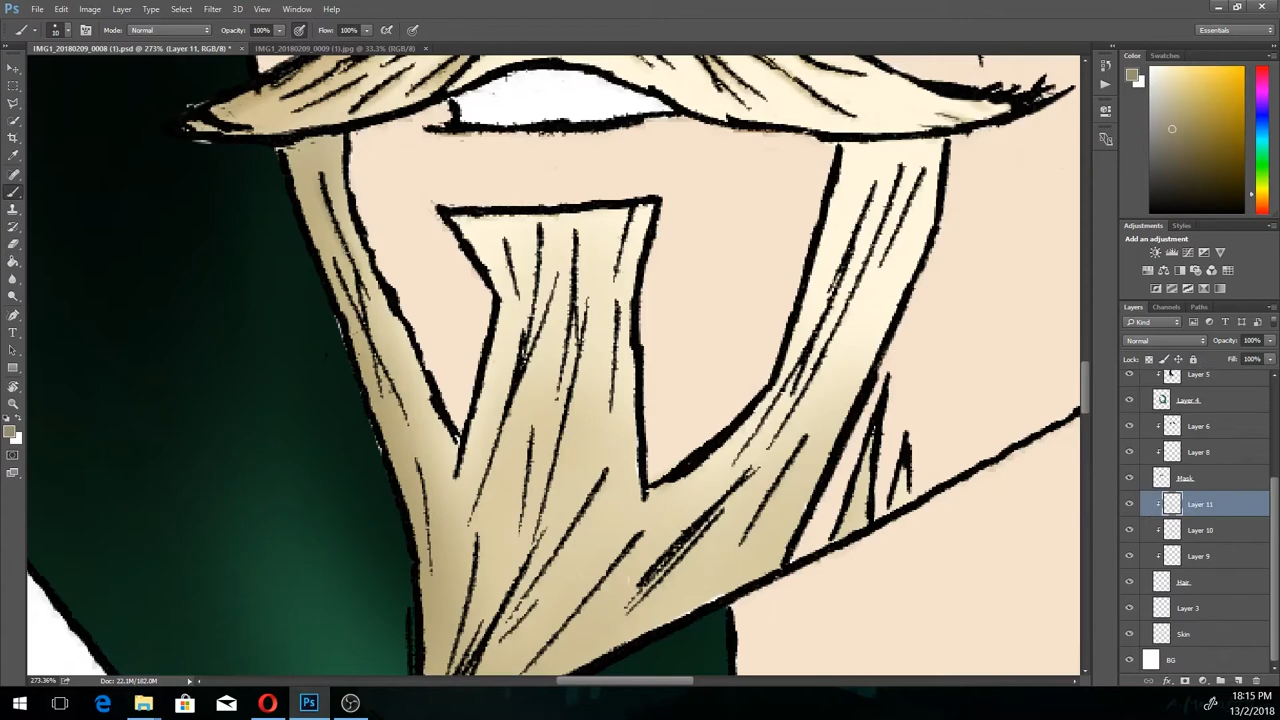 Ps File Edit Image Layer Type Select Filter 3D View Window Help
10 Mode: Normal Opacity: 100% Flow: 100% Essentials
IMG1_20180209_0008 (1).psd @ 273% (Layer 11, RGB/8) * × IMG1_20180209_0009 (1).jpg @ 33.3% (RGB/8) ×
Color Swatches
Adjustments Styles
Add an adjustment
Layers Channels Paths
Kind
Normal Opacity: 100%
Lock: Fill: 100%
Layer 5
Layer 4
Layer 6
Layer 8
Mask
Layer 11
Layer 10
Layer 9
Hair
Layer 3
Skin
BG
273.36% Doc: 22.1M/182.0M
fx
Ps 18:15 PM
13/2/2018